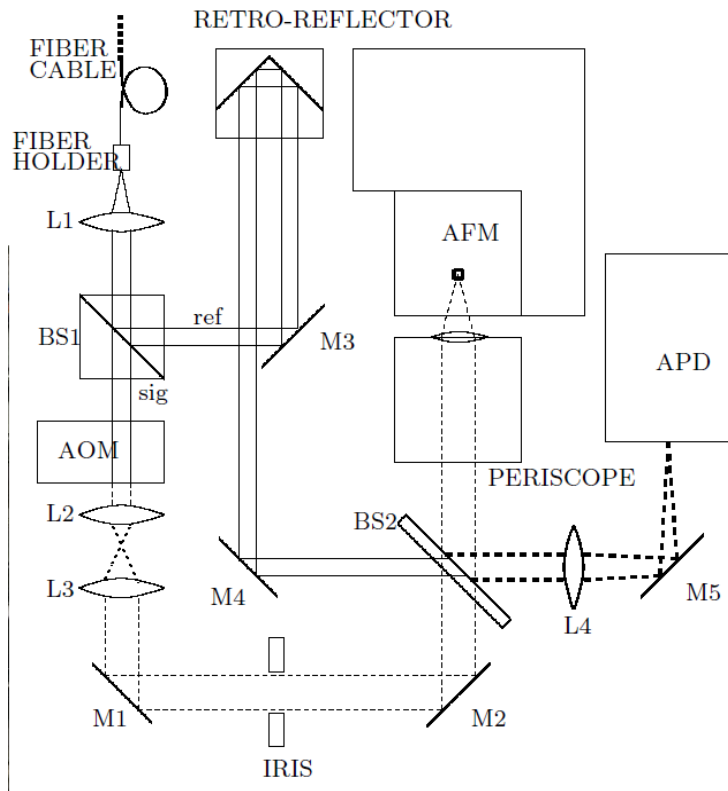 RETRO-REFLECTOR
FIBER
CABLE
FIBER
HOLDER
L1
AFM
ref
BS1
M3
APD
sig
AOM
PERISCOPE
L2
BS2
L3
M4
M5
L4
M1
M2
IRIS